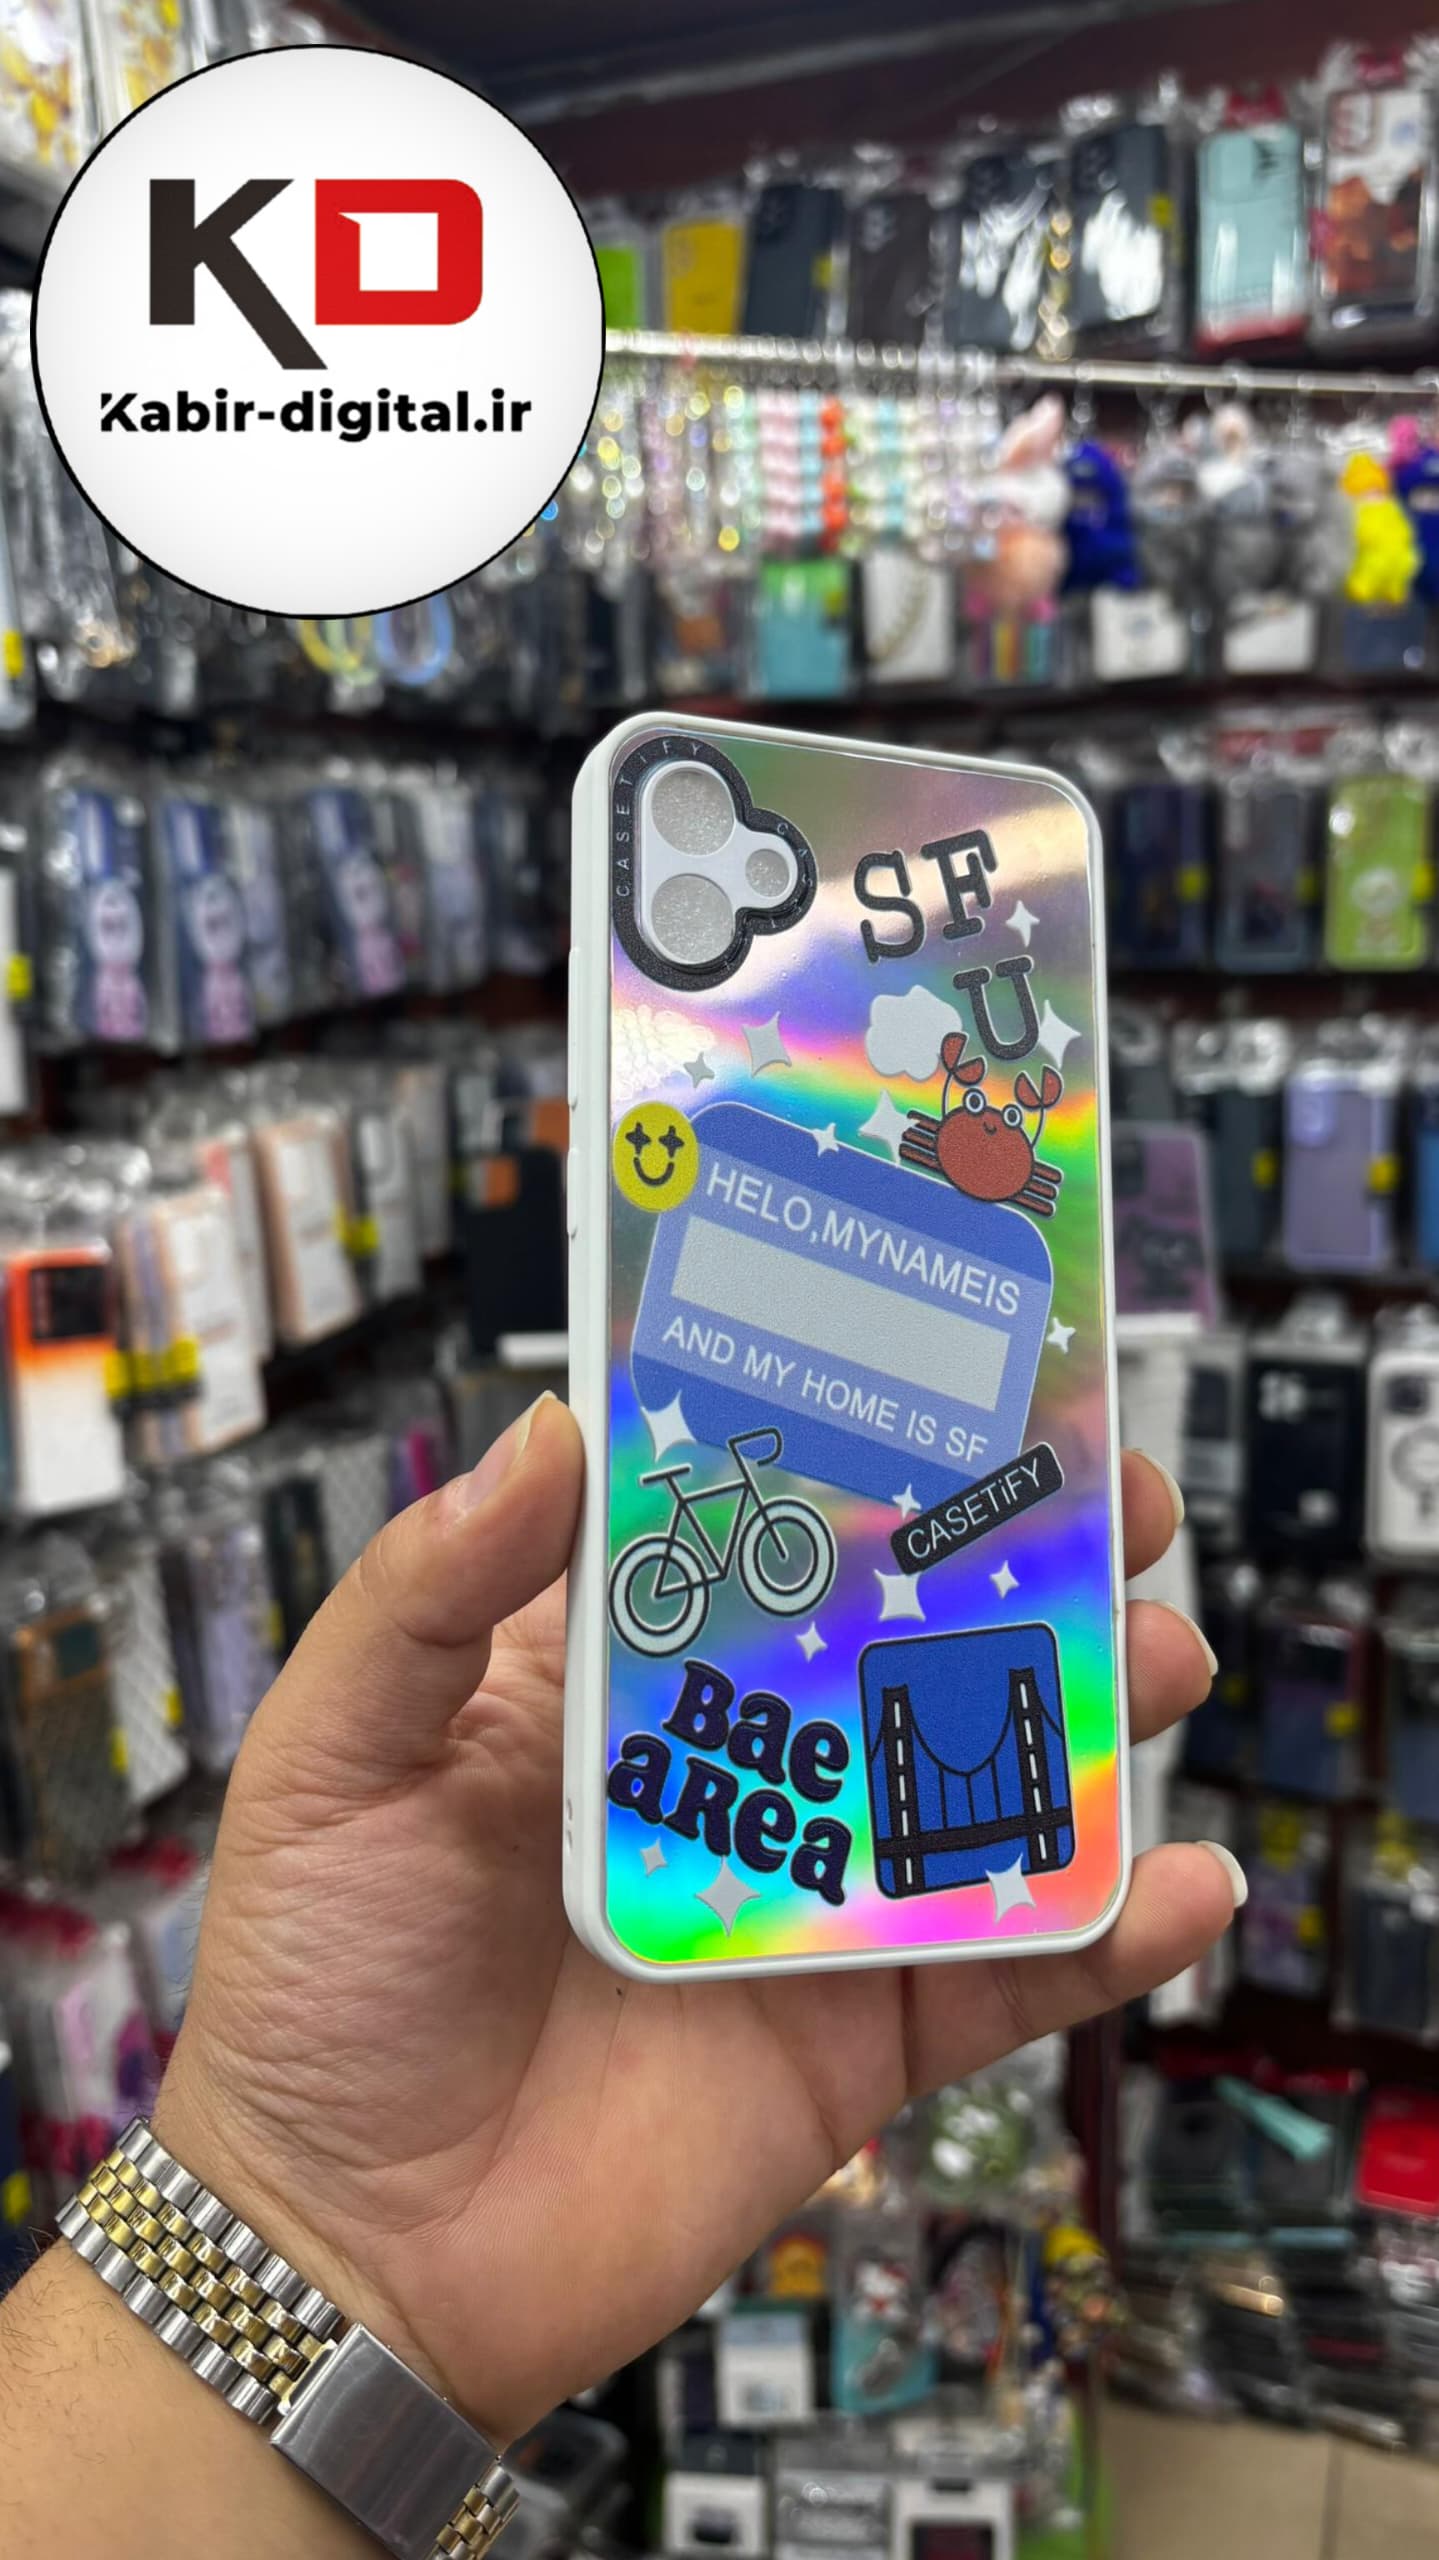 KD
Kabir-digital.ir
CASETIFY
SF
U
HELO,MYNAMEIS
AND MY HOME IS SF
CASETiFY
Bae
aRea